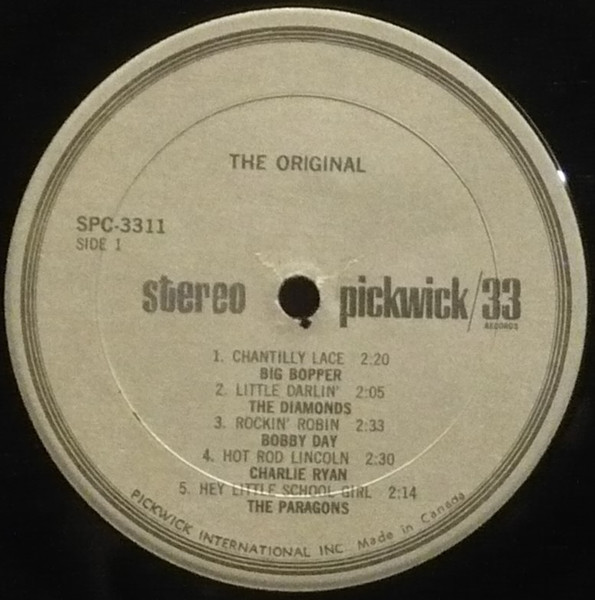 THE ORIGINAL
SPC-3311
SIDE 1
stereo pickwick/33
RECORDS
1. CHANTILLY LACE 2:20
BIG BOPPER
2. LITTLE DARLIN' 2:05
THE DIAMONDS
3. ROCKIN' ROBIN 2:33
BOBBY DAY
4. HOT ROD LINCOLN 2:30
CHARLIE RYAN
5. HEY LITTLE SCHOOL GIRL 2:14
THE PARAGONS
PICKWICK INTERNATIONAL INC. Made in Canada